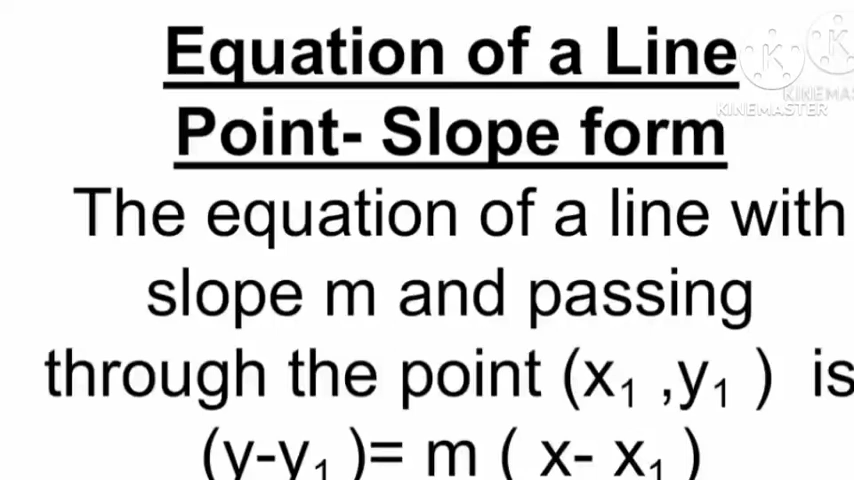 Equation of a Line
KINEMASTER
Point- Slope form
The equation of a line with
slope m and passing
through the point (x₁ ,y₁ ) is
(y-y₁ )= m ( x- x₁ )